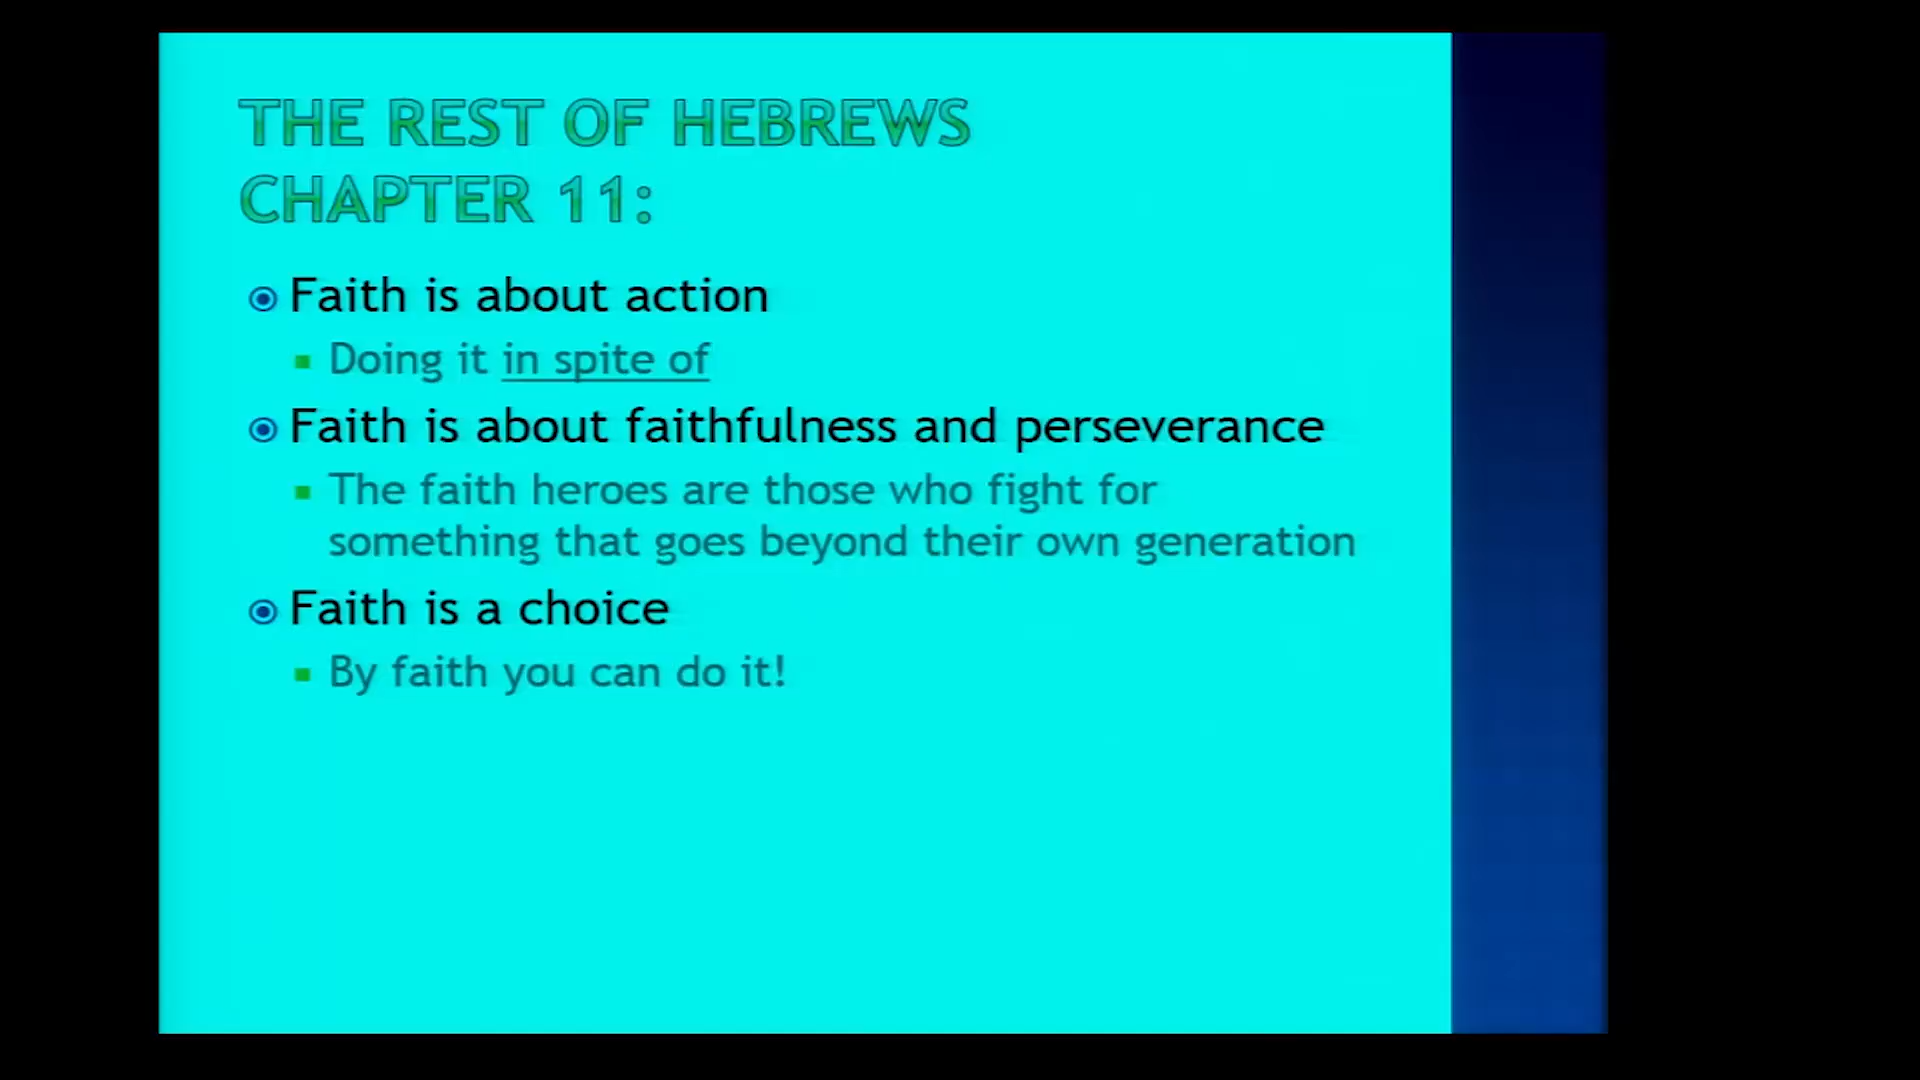 THE REST OF HEBREWS
CHAPTER 11:
Faith is about action
Doing it in spite of
Faith is about faithfulness and perseverance
The faith heroes are those who fight for
something that goes beyond their own generation
Faith is a choice
By faith you can do it!